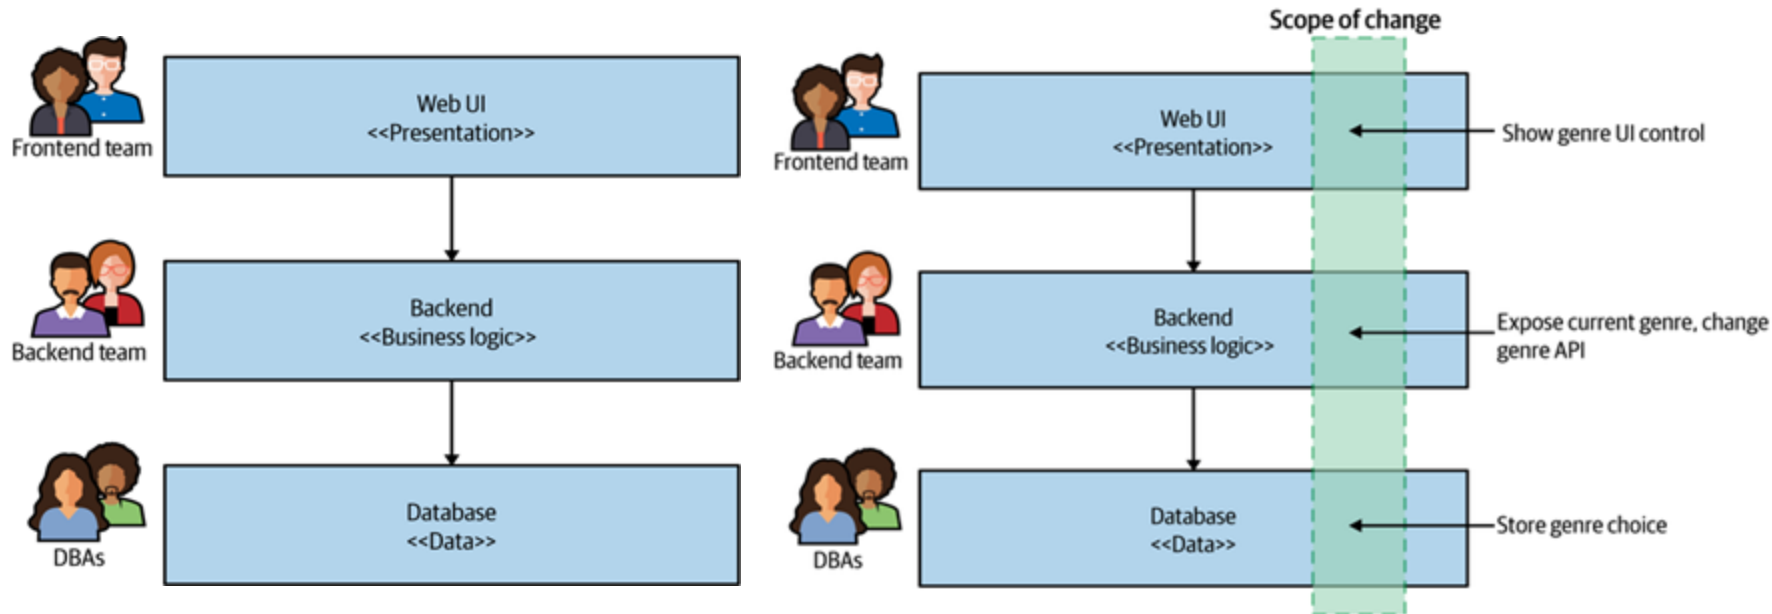 Web UI
<<Presentation>>
Frontend team
Backend
<<Business logic>>
Backend team
Database
<<Data>>
DBAs
Scope of change
Web UI
<<Presentation>>
Show genre UI control
Frontend team
Backend
<<Business logic>>
Expose current genre, change
genre API
Backend team
Database
<<Data>>
Store genre choice
DBAs